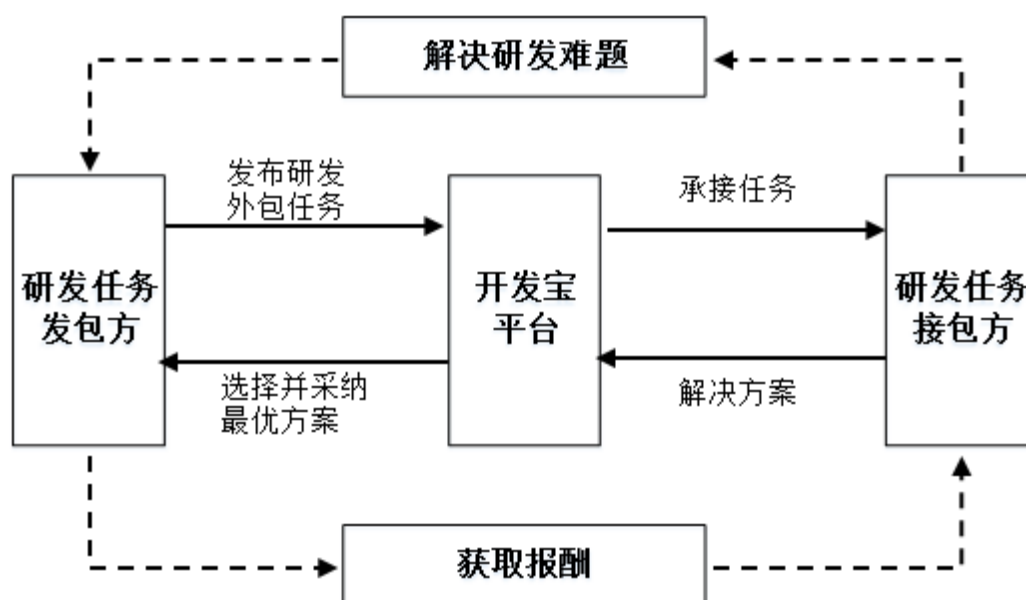 解决研发难题
发布研发
外包任务
承接任务
研发任务
发包方
开发宝
平台
研发任务
接包方
选择并采纳
最优方案
解决方案
获取报酬